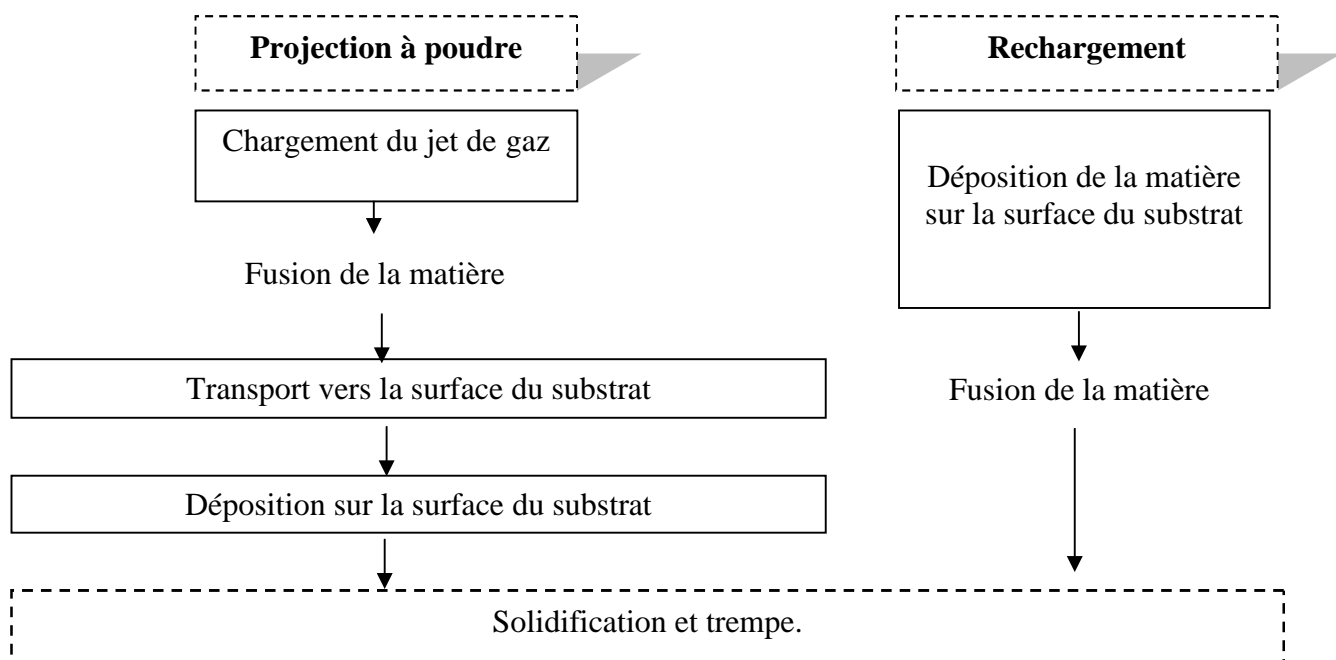 Projection à poudre
Chargement du jet de gaz
Fusion de la matière
Transport vers la surface du substrat
Déposition sur la surface du substrat
Rechargement
Déposition de la matière
sur la surface du substrat
Fusion de la matière
Solidification et trempe.